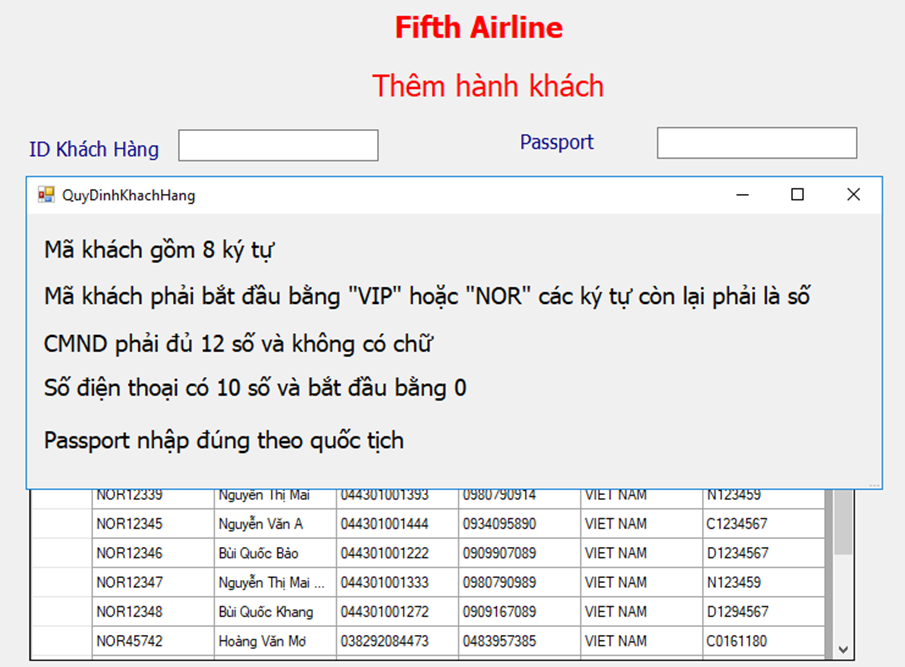 Fifth Airline
Thêm hành khách
ID Khách Hàng Passport
QuyDinhKhachHang
Mã khách gồm 8 ký tự
Mã khách phải bắt đầu bằng "VIP" hoặc "NOR" các ký tự còn lại phải là số
CMND phải đủ 12 số và không có chữ
Số điện thoại có 10 số và bắt đầu bằng 0
Passport nhập đúng theo quốc tịch
NOR12339 Nguyễn Thị Mai 044301001393 0980790914 VIET NAM N123459
NOR12345 Nguyễn Văn A 044301001444 0934095890 VIET NAM C1234567
NOR12346 Bùi Quốc Bảo 044301001222 0909907089 VIET NAM D1234567
NOR12347 Nguyễn Thị Mai ... 044301001333 0980790989 VIET NAM N123459
NOR12348 Bùi Quốc Khang 044301001272 0909167089 VIET NAM D1294567
NOR45742 Hoàng Văn Mơ 038292084473 0483957385 VIET NAM C0161180